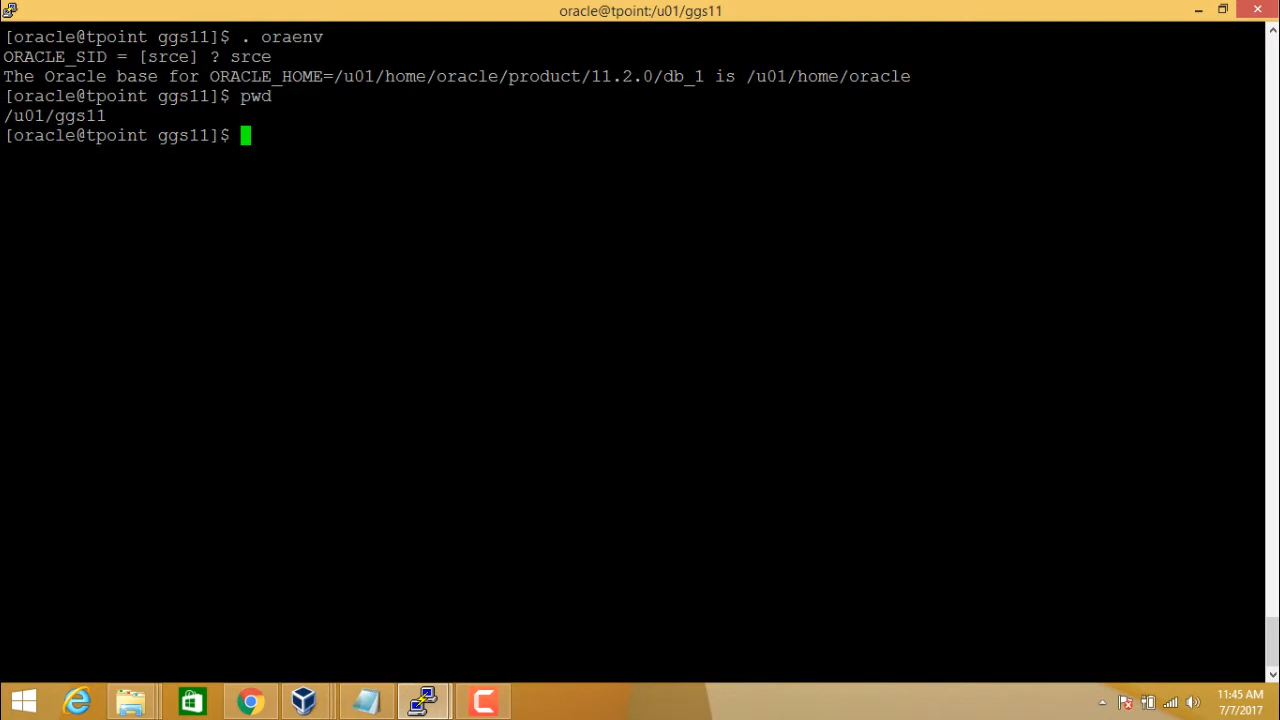 oracle@tpoint:/u01/ggs11
[oracle@tpoint ggs11]$ . oraenv
ORACLE_SID = [srce] ? srce
The Oracle base for ORACLE_HOME=/u01/home/oracle/product/11.2.0/db_1 is /u01/home/oracle
[oracle@tpoint ggs11]$ pwd
/u01/ggs11
[oracle@tpoint ggs11]$
11:45 AM
7/7/2017